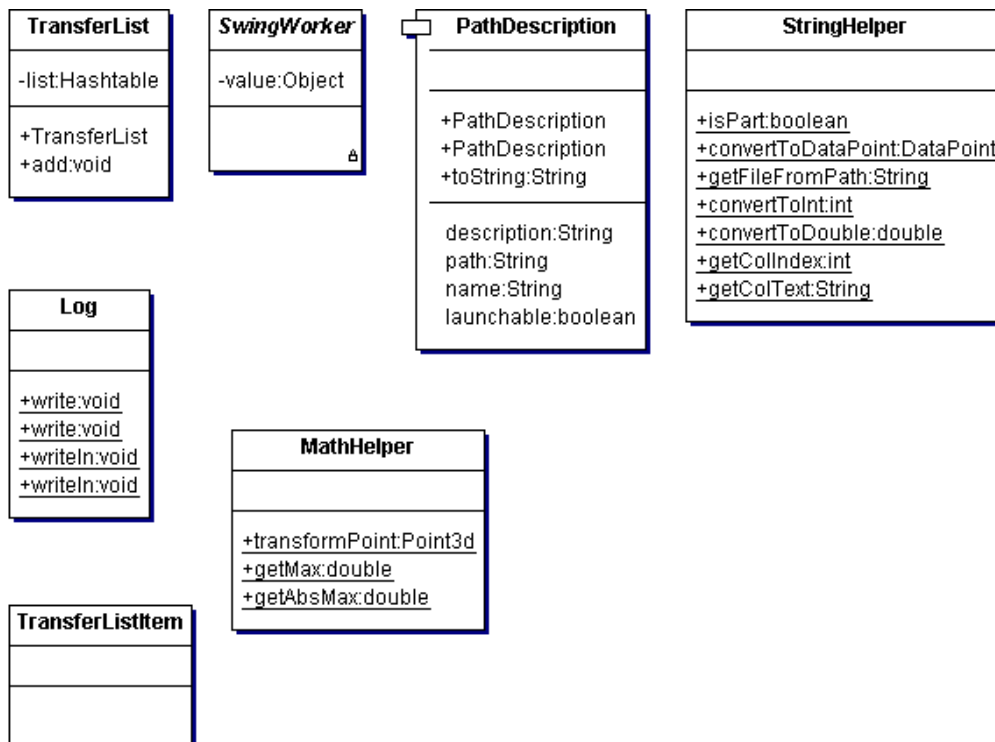 TransferList
-list:Hashtable
+TransferList
+add:void
SwingWorker
-value:Object
PathDescription
+PathDescription
+PathDescription
+toString:String
description:String
path:String
name:String
launchable:boolean
StringHelper
+isPart:boolean
+convertToDataPoint:DataPoint
+getFileFromPath:String
+convertToInt:int
+convertToDouble:double
+getColIndex:int
+getColText:String
Log
+write:void
+write:void
+writeln:void
+writeln:void
MathHelper
+transformPoint:Point3d
+getMax:double
+getAbsMax:double
TransferListItem